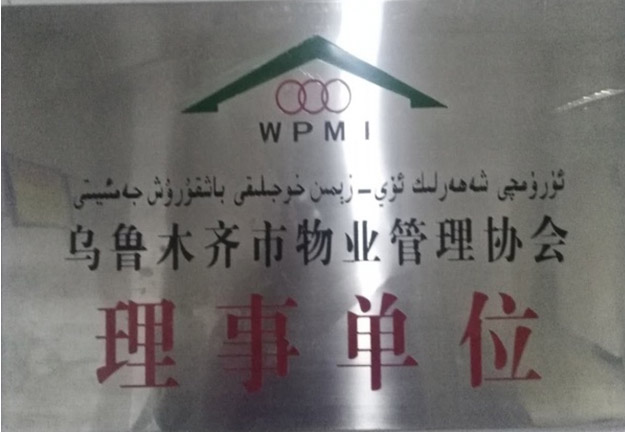 WPMI
ئۈرۈمچى شەھەرلىك ئۆي - زېمىن خوجىلىقى باشقۇرۇش جەمئىيىتى
乌鲁木齐市物业管理协会
理事单位